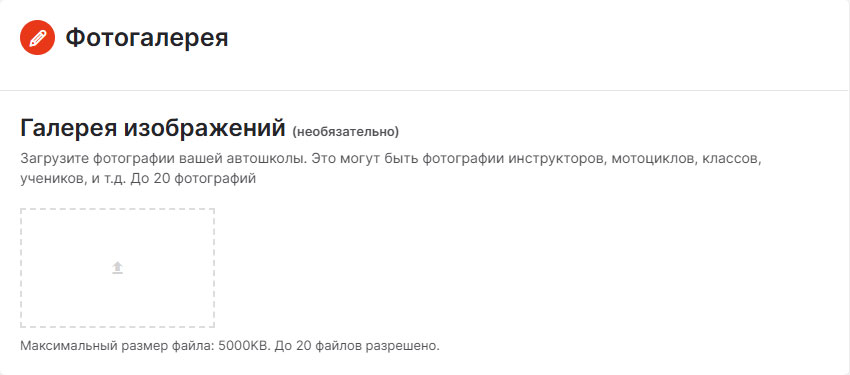 Фотогалерея
Галерея изображений (необязательно)
Загрузите фотографии вашей автошколы. Это могут быть фотографии инструкторов, мотоциклов, классов,
учеников, и т.д. До 20 фотографий
Максимальный размер файла: 5000KB. До 20 файлов разрешено.